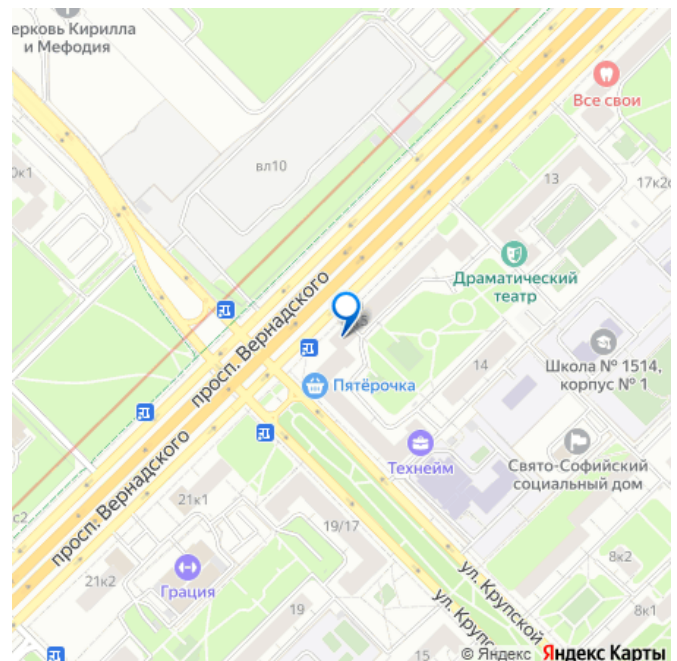 ерковь Кирилла
и Мефодия
Все свои
вл10
13
17к2с
0к1
Драматический
театр
просп. Вернадского
Школа № 1514,
корпус № 1
14
Пятёрочка
Технейм
Свято-Софийский
социальный дом
просп. Вернадского
21к1
с2
19/17
8к2
21к2
Грация
ул. Крупской
19
8к1
ул. Крупс
15
© Яндекс Яндекс Карты